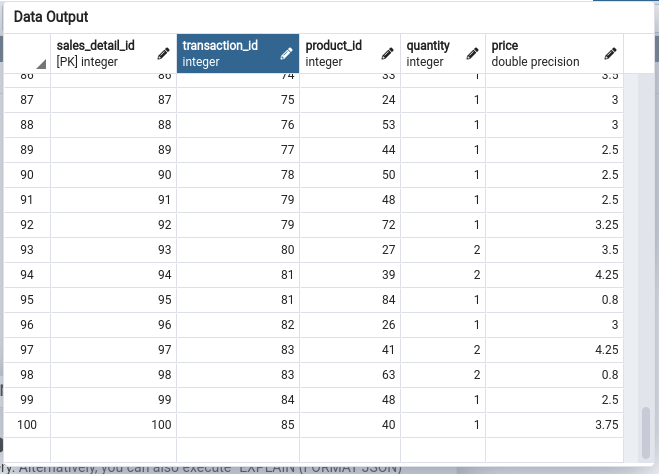 Data Output
sales_detail_id transaction_id product_id quantity price
[PK] integer integer integer integer double precision
86 86 74 33 1 3.5
87 87 75 24 1 3
88 88 76 53 1 3
89 89 77 44 1 2.5
90 90 78 50 1 2.5
91 91 79 48 1 2.5
92 92 79 72 1 3.25
93 93 80 27 2 3.5
94 94 81 39 2 4.25
95 95 81 84 1 0.8
96 96 82 26 1 3
97 97 83 41 2 4.25
98 98 83 63 2 0.8
99 99 84 48 1 2.5
100 100 85 40 1 3.75
ry. Alternatively, you can also execute `EXPLAIN (FORMAT JSON)